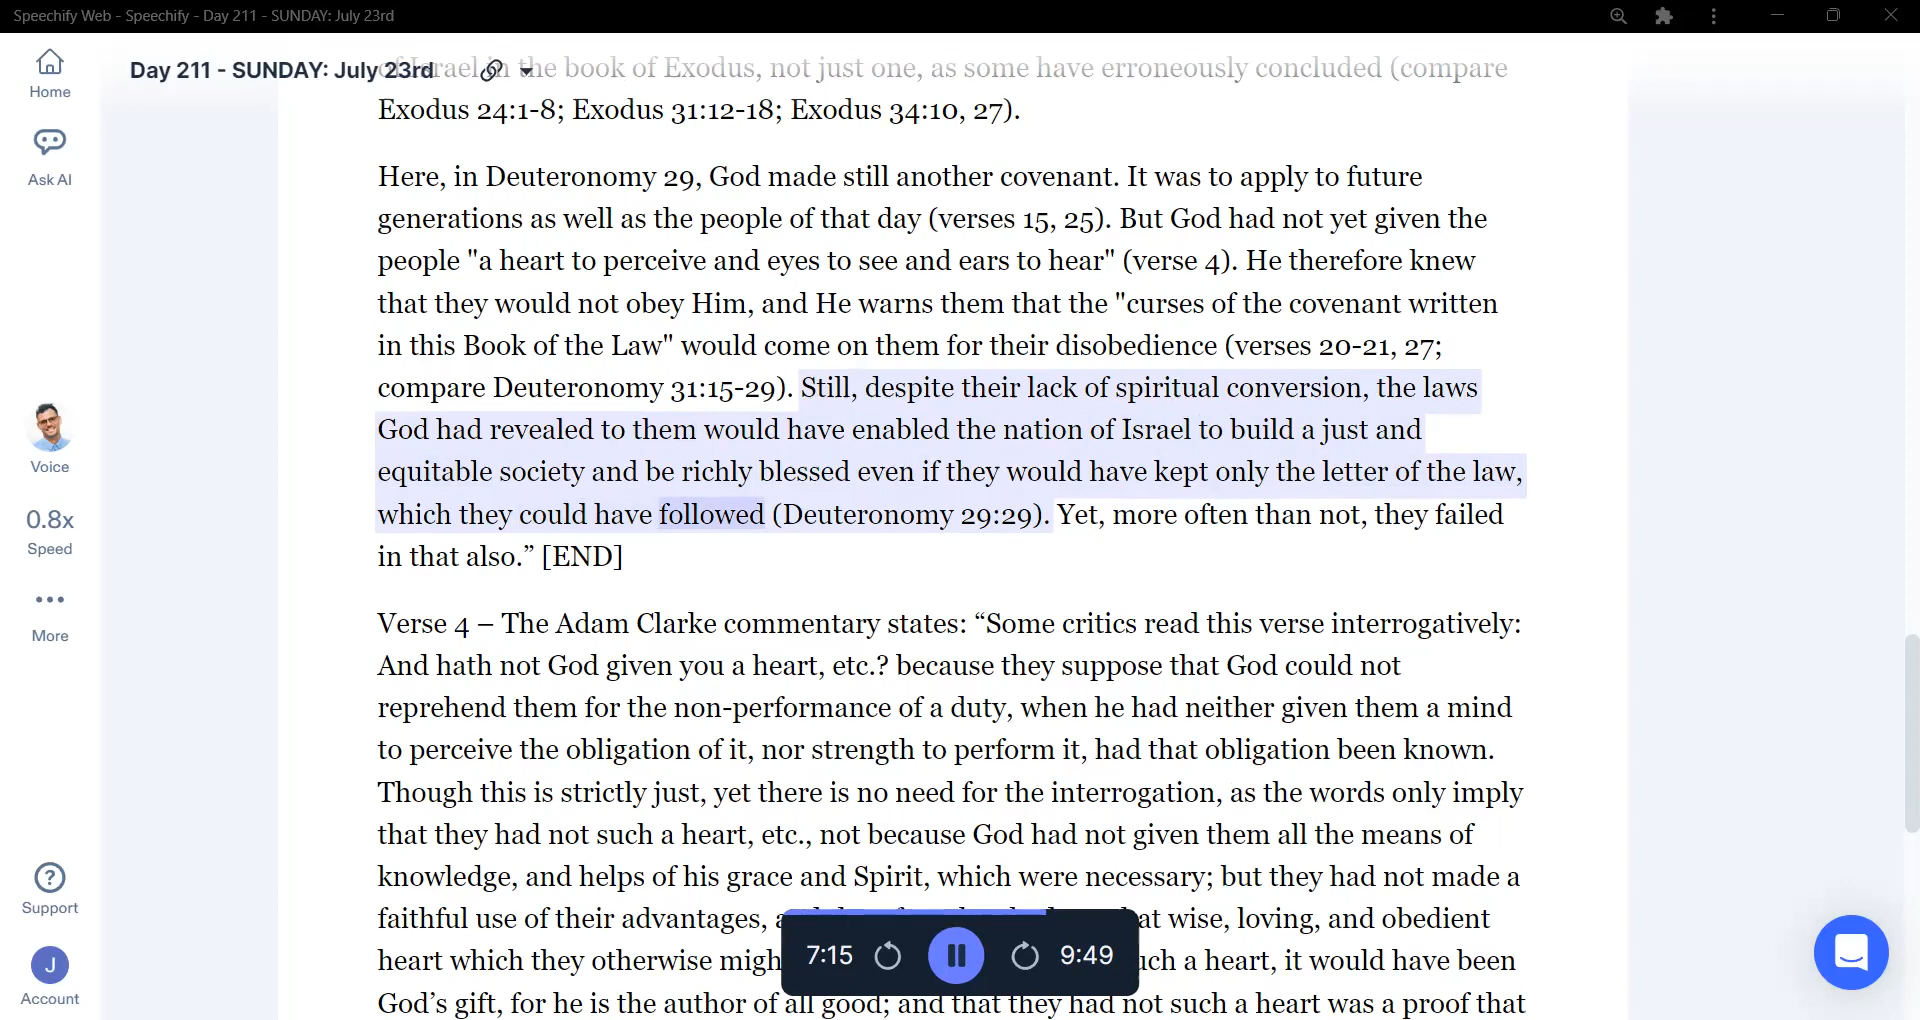 Speechify Web - Speechify - Day 211 - SUNDAY: July 23rd
Home
Ask AI
Voice
0.8x
Speed
More
Support
J
Account
Day 211 - SUNDAY: July 23rd
of Israel in the book of Exodus, not just one, as some have erroneously concluded (compare
Exodus 24:1-8; Exodus 31:12-18; Exodus 34:10, 27).
Here, in Deuteronomy 29, God made still another covenant. It was to apply to future
generations as well as the people of that day (verses 15, 25). But God had not yet given the
people "a heart to perceive and eyes to see and ears to hear" (verse 4). He therefore knew
that they would not obey Him, and He warns them that the "curses of the covenant written
in this Book of the Law" would come on them for their disobedience (verses 20-21, 27;
compare Deuteronomy 31:15-29). Still, despite their lack of spiritual conversion, the laws
God had revealed to them would have enabled the nation of Israel to build a just and
equitable society and be richly blessed even if they would have kept only the letter of the law,
which they could have followed (Deuteronomy 29:29). Yet, more often than not, they failed
in that also.” [END]
Verse 4 – The Adam Clarke commentary states: “Some critics read this verse interrogatively:
And hath not God given you a heart, etc.? because they suppose that God could not
reprehend them for the non-performance of a duty, when he had neither given them a mind
to perceive the obligation of it, nor strength to perform it, had that obligation been known.
Though this is strictly just, yet there is no need for the interrogation, as the words only imply
that they had not such a heart, etc., not because God had not given them all the means of
knowledge, and helps of his grace and Spirit, which were necessary; but they had not made a
faithful use of their advantages, at wise, loving, and obedient
heart which they otherwise migh uch a heart, it would have been
God’s gift, for he is the author of all good; and that they had not such a heart was a proof that
7:15
9:49